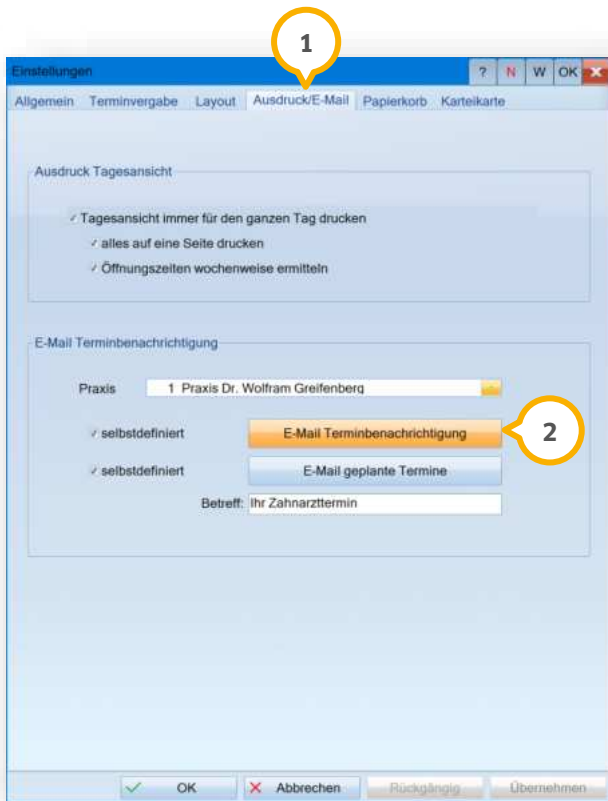 1
Einstellungen ? N W OK
Allgemein Terminvergabe Layout Ausdruck/E-Mail Papierkorb Karteikarte
Ausdruck Tagesansicht
Tagesansicht immer für den ganzen Tag drucken
alles auf eine Seite drucken
Öffnungszeiten wochenweise ermitteln
E-Mail Terminbenachrichtigung
Praxis 1 Praxis Dr. Wolfram Greifenberg
selbstdefiniert E-Mail Terminbenachrichtigung 2
selbstdefiniert E-Mail geplante Termine
Betreff: Ihr Zahnarzttermin
OK Abbrechen Rückgängig Übernehmen